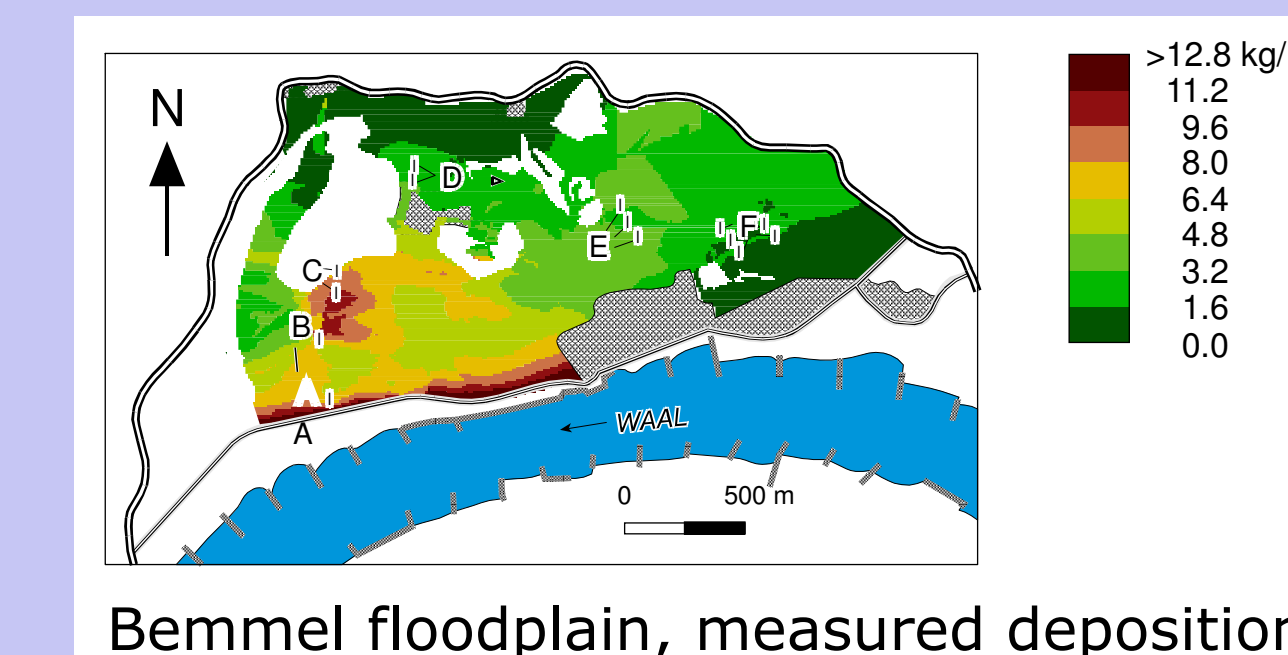 N
D
E
F
C
B
A
WAAL
0 500 m
>12.8 kg/
11.2
9.6
8.0
6.4
4.8
3.2
1.6
0.0
Bemmel floodplain, measured deposition